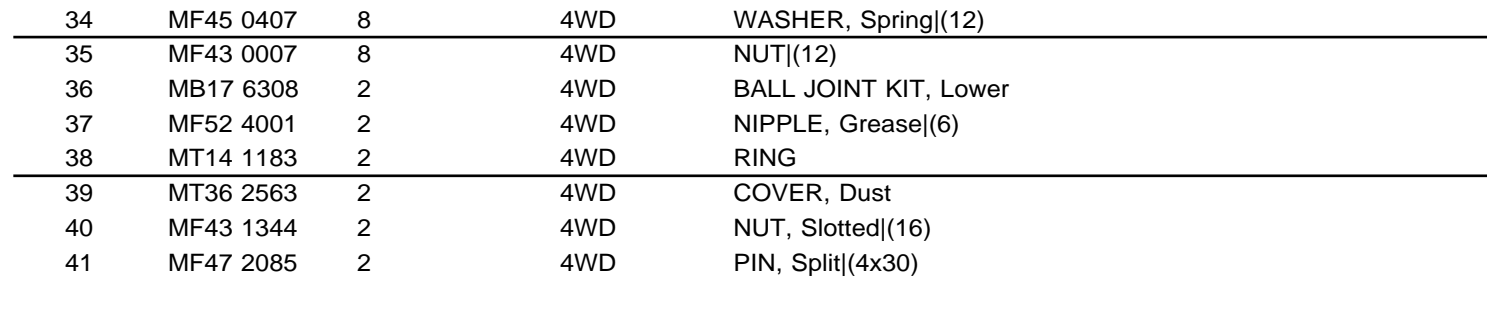 34 MF45 0407 8 4WD WASHER, Spring|(12)
35 MF43 0007 8 4WD NUT|(12)
36 MB17 6308 2 4WD BALL JOINT KIT, Lower
37 MF52 4001 2 4WD NIPPLE, Grease|(6)
38 MT14 1183 2 4WD RING
39 MT36 2563 2 4WD COVER, Dust
40 MF43 1344 2 4WD NUT, Slotted|(16)
41 MF47 2085 2 4WD PIN, Split|(4x30)